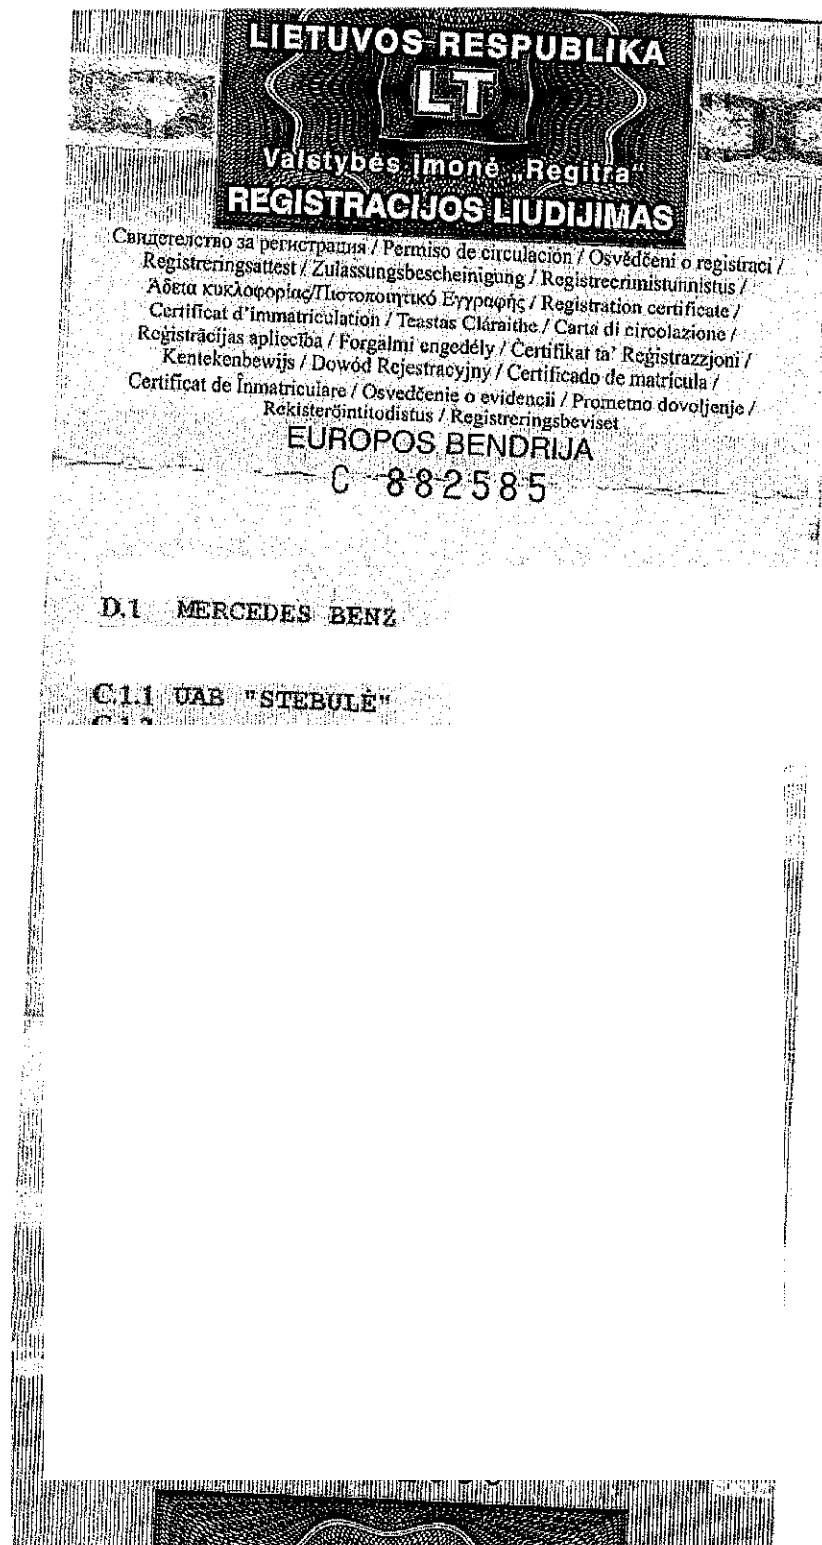 LIETUVOS RESPUBLIKA
LT
Valstybės įmonė „Regitra“
REGISTRACIJOS LIUDIJIMAS
Свидетелство за регистрация / Permiso de circulación / Osvědčení o registraci /
Registreringsattest / Zulassungsbescheinigung / Registreerimistunnistus /
Άδεια κυκλοφορίας/Πιστοποιητικό Εγγραφής / Registration certificate /
Certificat d'immatriculation / Teastas Cláraithe / Carta di circolazione /
Reģistrācijas apliecība / Forgalmi engedély / Ċertifikat ta' Reġistrazzjoni /
Kentekenbewijs / Dowód Rejestracyjny / Certificado de matrícula /
Certificat de Înmatriculare / Osvedčenie o evidencii / Prometno dovoljenje /
Rekisteröintitodistus / Registreringsbeviset
EUROPOS BENDRIJA
C 882585
D.1 MERCEDES BENZ
C.1.1 UAB "STEBULĖ"